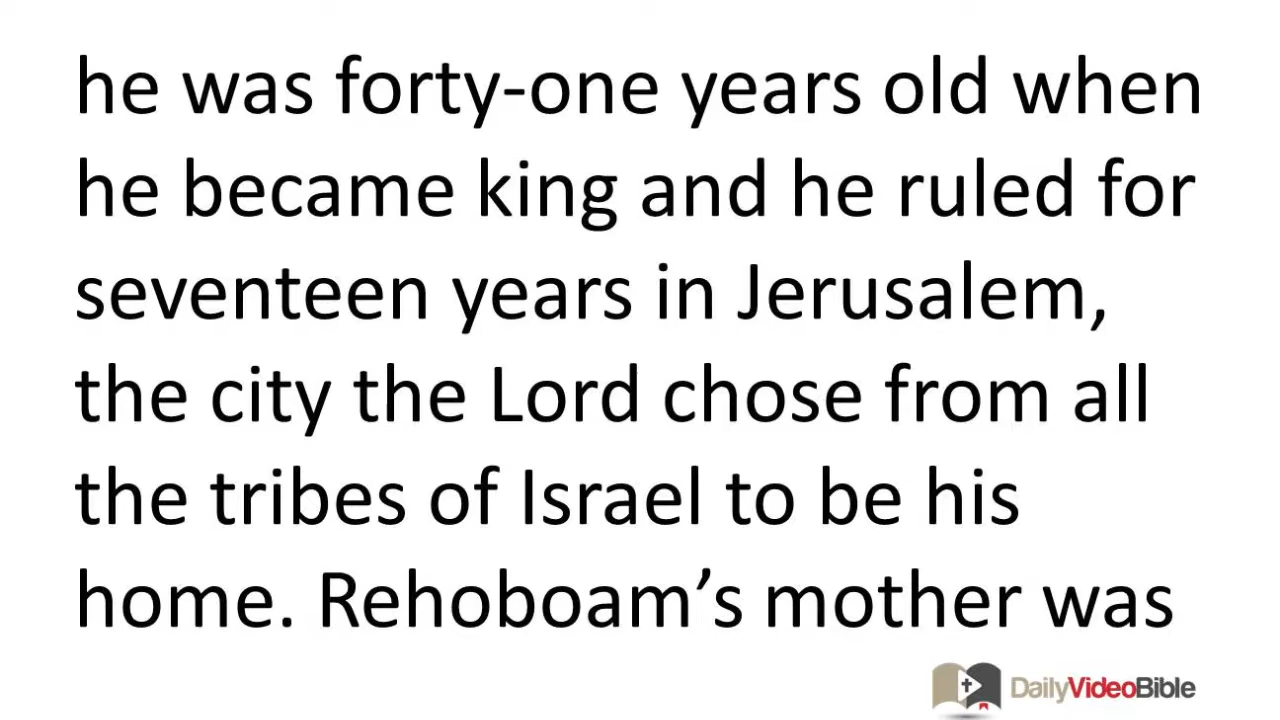 he was forty-one years old when
he became king and he ruled for
seventeen years in Jerusalem,
the city the Lord chose from all
the tribes of Israel to be his
home. Rehoboam’s mother was
DailyVideoBible